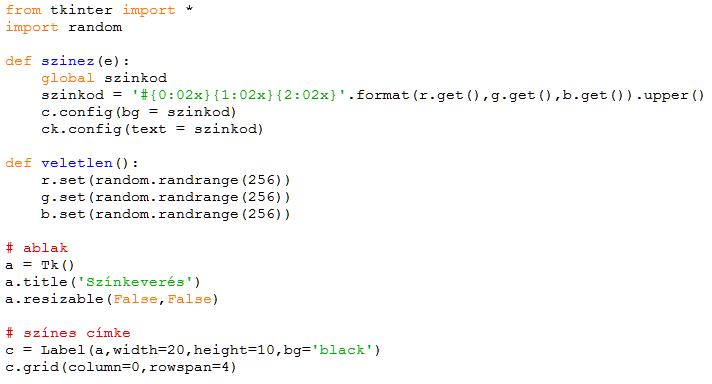 from tkinter import *
import random

def szinez(e):
    global szinkod
    szinkod = '#{0:02x}{1:02x}{2:02x}'.format(r.get(),g.get(),b.get()).upper()
    c.config(bg = szinkod)
    ck.config(text = szinkod)

def veletlen():
    r.set(random.randrange(256))
    g.set(random.randrange(256))
    b.set(random.randrange(256))

# ablak
a = Tk()
a.title('Színkeverés')
a.resizable(False,False)

# színes címke
c = Label(a,width=20,height=10,bg='black')
c.grid(column=0,rowspan=4)